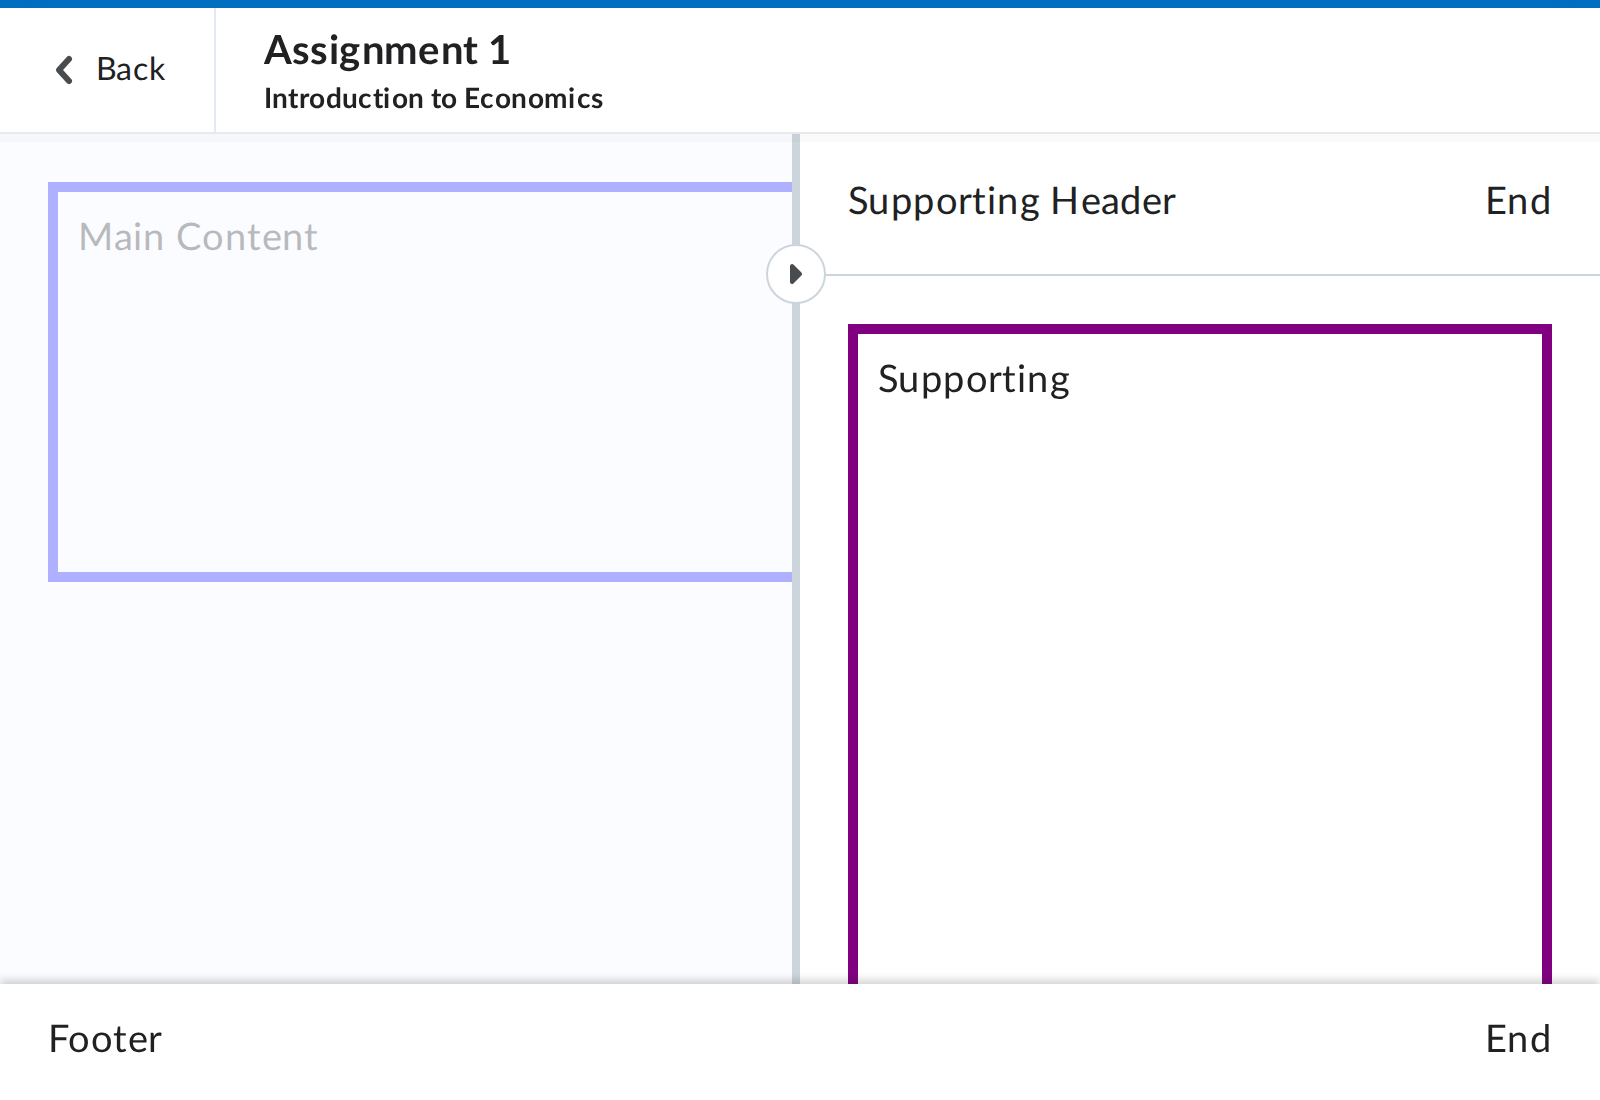 Back
Assignment 1
Introduction to Economics
Main Content
Supporting Header
End
Supporting
Footer
End